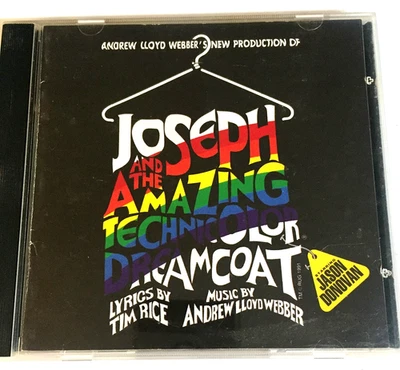 ANDREW LLOYD WEBBER'S NEW PRODUCTION OF
JOSEPH
AND THE
AMAZING
TECHNICOLOR
DREAMCOAT
LYRICS BY
TIM RICE
MUSIC BY
ANDREW LLOYD WEBBER
JASON
DONOVAN